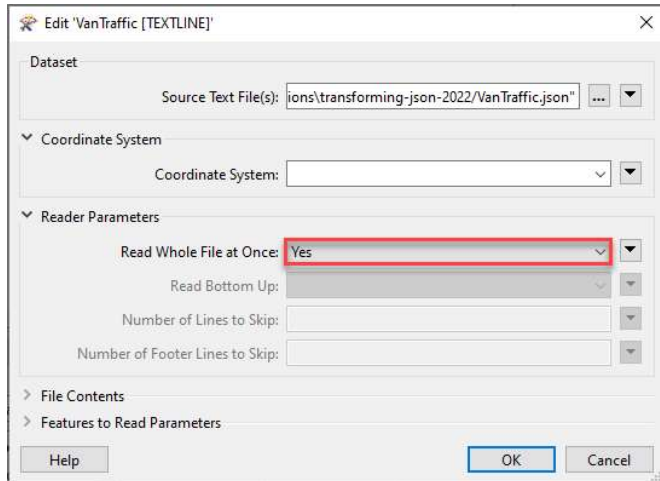 Edit 'VanTraffic [TEXTLINE]'
Dataset
Source Text File(s): ions\transforming-json-2022/VanTraffic.json" ...
Coordinate System
Coordinate System:
Reader Parameters
Read Whole File at Once: Yes
Read Bottom Up:
Number of Lines to Skip:
Number of Footer Lines to Skip:
File Contents
Features to Read Parameters
Help OK Cancel